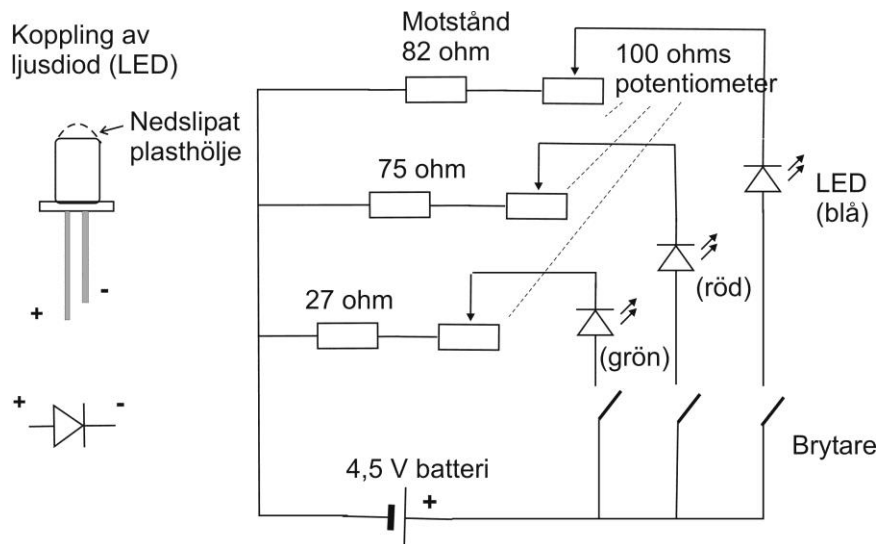 Koppling av
ljusdiod (LED)
Nedslipat
plasthölje
+
-
+
-
Motstånd
82 ohm
100 ohms
potentiometer
75 ohm
LED
(blå)
(röd)
27 ohm
(grön)
Brytare
4,5 V batteri
+